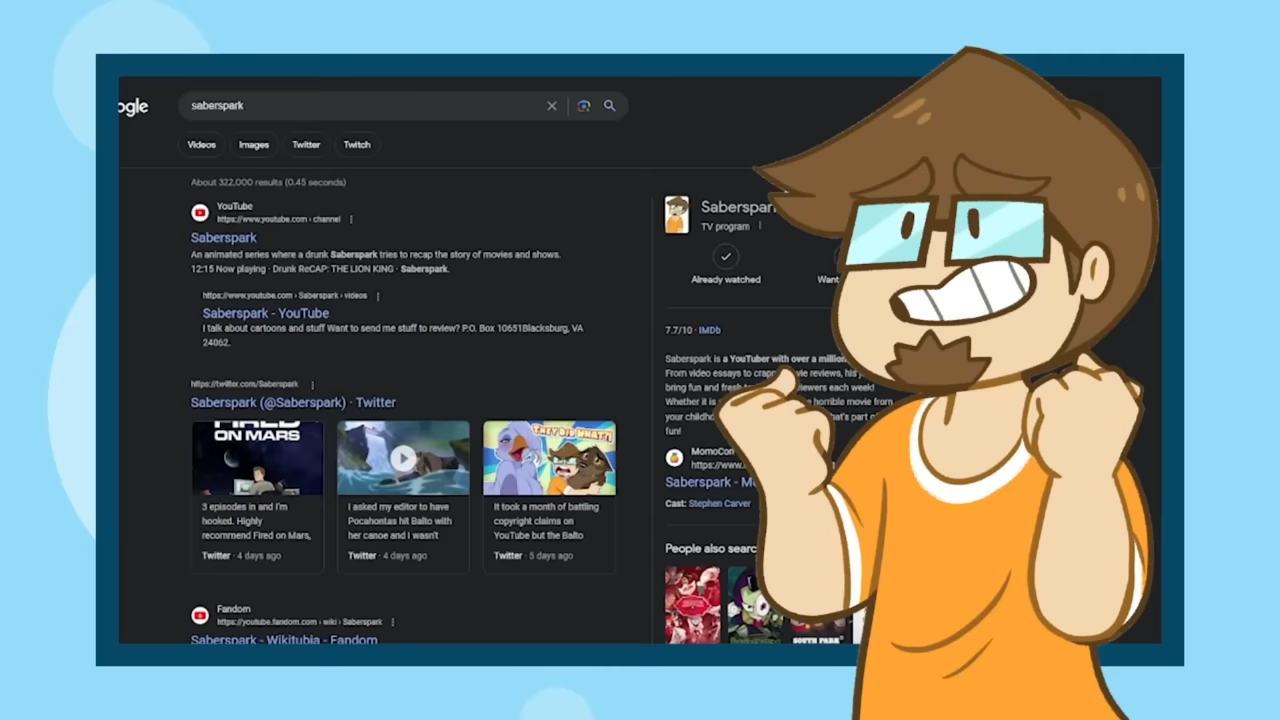 ogle
saberspark
Videos Images Twitter Twitch
About 322,000 results (0.45 seconds)
YouTube
https://www.youtube.com › channel
Saberspark
An animated series where a drunk Saberspark tries to recap the story of movies and shows.
12:15 Now playing · Drunk ReCAP: THE LION KING · Saberspark.
https://www.youtube.com › Saberspark › videos
Saberspark - YouTube
I talk about cartoons and stuff Want to send me stuff to review? P.O. Box 10651Blacksburg, VA
24062.
https://twitter.com/Saberspark
Saberspark (@Saberspark) · Twitter
ON MARS
3 episodes in and I'm
hooked. Highly
recommend Fired on Mars,
Twitter · 4 days ago
I asked my editor to have
Pocahontas hit Balto with
her canoe and I wasn't
Twitter · 4 days ago
THEY DID WHAT?!
It took a month of battling
copyright claims on
YouTube but the Balto
Twitter · 5 days ago
Fandom
https://youtube.fandom.com › wiki › Saberspark
Saberspark - Wikitubia - Fandom
Saberspar
TV program
Already watched
Want
7.7/10 · IMDb
Saberspark is a YouTuber with over a million
From video essays to crapp vie reviews, his
bring fun and fresh viewers each week!
Whether it is horrible movie from
your childh hat's part of
fun!
MomoCon
https://www.
Saberspark - M
Cast: Stephen Carver
People also searc
SOUTH PARK